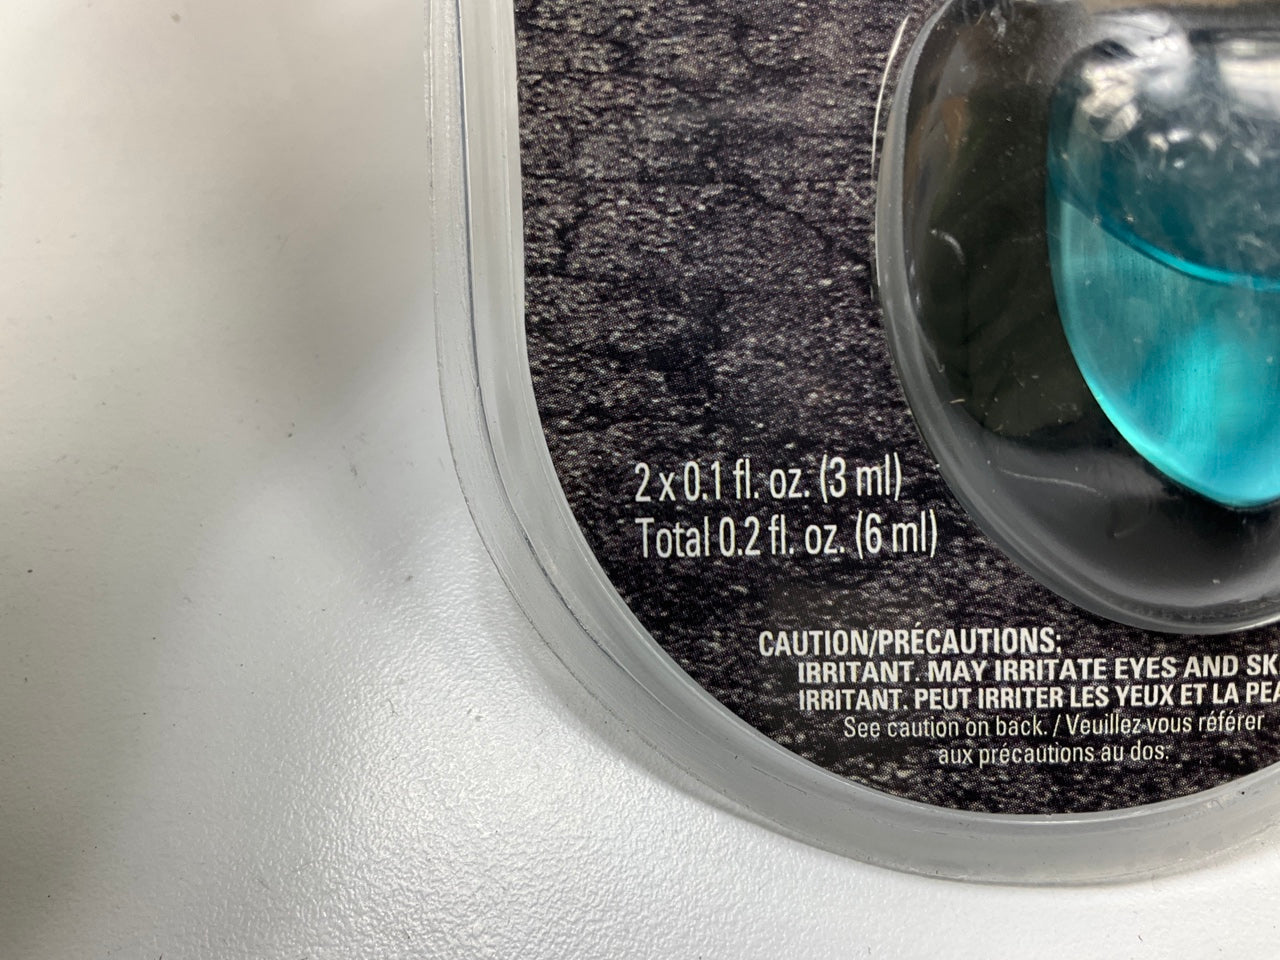 2 x 0.1 fl. oz. (3 ml)
Total 0.2 fl. oz. (6 ml)
CAUTION/PRÉCAUTIONS:
IRRITANT. MAY IRRITATE EYES AND
IRRITANT. PEUT IRRITER LES YEUX ET LA
See caution on back. / Veuillez-vous référer
aux précautions au dos.